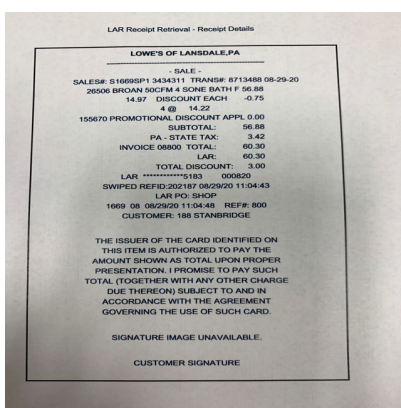 LAR Receipt Retrieval - Receipt Details
LOWE'S OF LANSDALE,PA
- SALE -
SALES#: S1669SP1 3434311 TRANS#: 8713488 08-29-20
26506 BROAN 50CFM 4 SONE BATH F 56.88
14.97 DISCOUNT EACH -0.75
4 @ 14.22
155670 PROMOTIONAL DISCOUNT APPL 0.00
SUBTOTAL: 56.88
PA - STATE TAX: 3.42
INVOICE 08800 TOTAL: 60.30
LAR: 60.30
TOTAL DISCOUNT: 3.00
LAR ************5183 000820
SWIPED REFID:202187 08/29/20 11:04:43
LAR PO: SHOP
1669 08 08/29/20 11:04:48 REF#: 800
CUSTOMER: 188 STANBRIDGE
THE ISSUER OF THE CARD IDENTIFIED ON
THIS ITEM IS AUTHORIZED TO PAY THE
AMOUNT SHOWN AS TOTAL UPON PROPER
PRESENTATION. I PROMISE TO PAY SUCH
TOTAL (TOGETHER WITH ANY OTHER CHARGE
DUE THEREON) SUBJECT TO AND IN
ACCORDANCE WITH THE AGREEMENT
GOVERNING THE USE OF SUCH CARD.
SIGNATURE IMAGE UNAVAILABLE.
CUSTOMER SIGNATURE